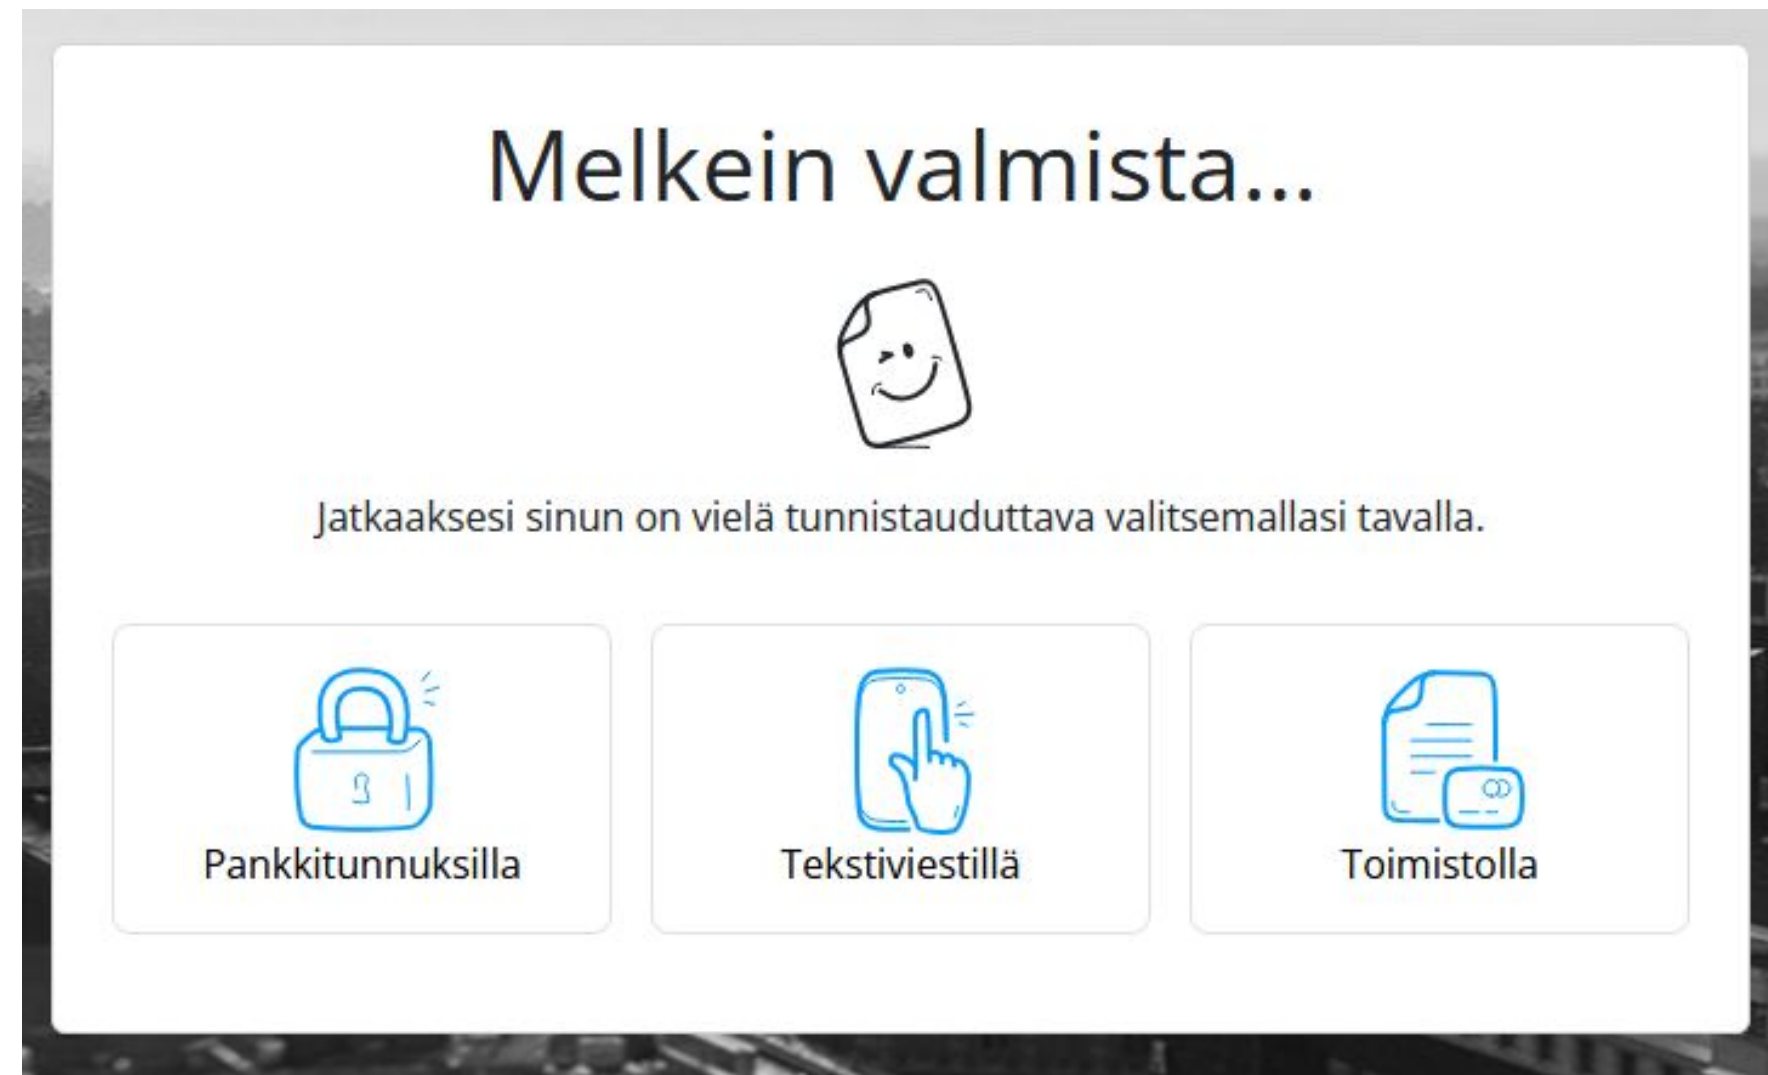 Melkein valmista...
Jatkaaksesi sinun on vielä tunnistauduttava valitsemallasi tavalla.
Pankkitunnuksilla
Tekstiviestillä
Toimistolla